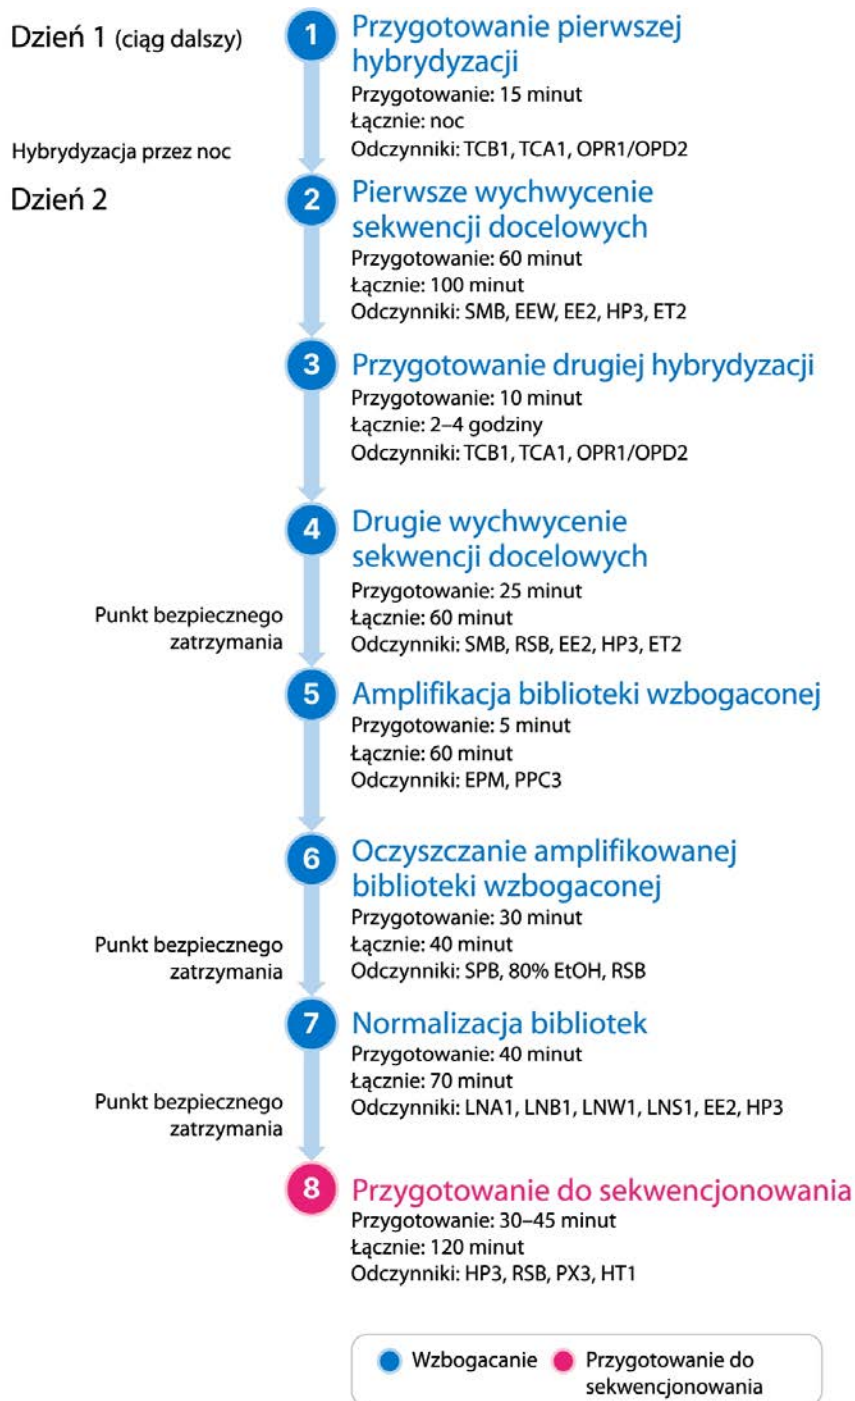 Dzień 1 (ciąg dalszy)
1
Przygotowanie pierwszej
hybrydyzacji
Przygotowanie: 15 minut
Łącznie: noc
Odczynniki: TCB1, TCA1, OPR1/OPD2
Hybrydyzacja przez noc
Dzień 2
2
Pierwsze wychwycenie
sekwencji docelowych
Przygotowanie: 60 minut
Łącznie: 100 minut
Odczynniki: SMB, EEW, EE2, HP3, ET2
3
Przygotowanie drugiej hybrydyzacji
Przygotowanie: 10 minut
Łącznie: 2–4 godziny
Odczynniki: TCB1, TCA1, OPR1/OPD2
4
Drugie wychwycenie
sekwencji docelowych
Przygotowanie: 25 minut
Łącznie: 60 minut
Odczynniki: SMB, RSB, EE2, HP3, ET2
Punkt bezpiecznego
zatrzymania
5
Amplifikacja biblioteki wzbogaconej
Przygotowanie: 5 minut
Łącznie: 60 minut
Odczynniki: EPM, PPC3
6
Oczyszczanie amplifikowanej
biblioteki wzbogaconej
Przygotowanie: 30 minut
Łącznie: 40 minut
Odczynniki: SPB, 80% EtOH, RSB
Punkt bezpiecznego
zatrzymania
7
Normalizacja bibliotek
Przygotowanie: 40 minut
Łącznie: 70 minut
Odczynniki: LNA1, LNB1, LNW1, LNS1, EE2, HP3
Punkt bezpiecznego
zatrzymania
8
Przygotowanie do sekwencjonowania
Przygotowanie: 30–45 minut
Łącznie: 120 minut
Odczynniki: HP3, RSB, PX3, HT1
Wzbogacanie
Przygotowanie do
sekwencjonowania